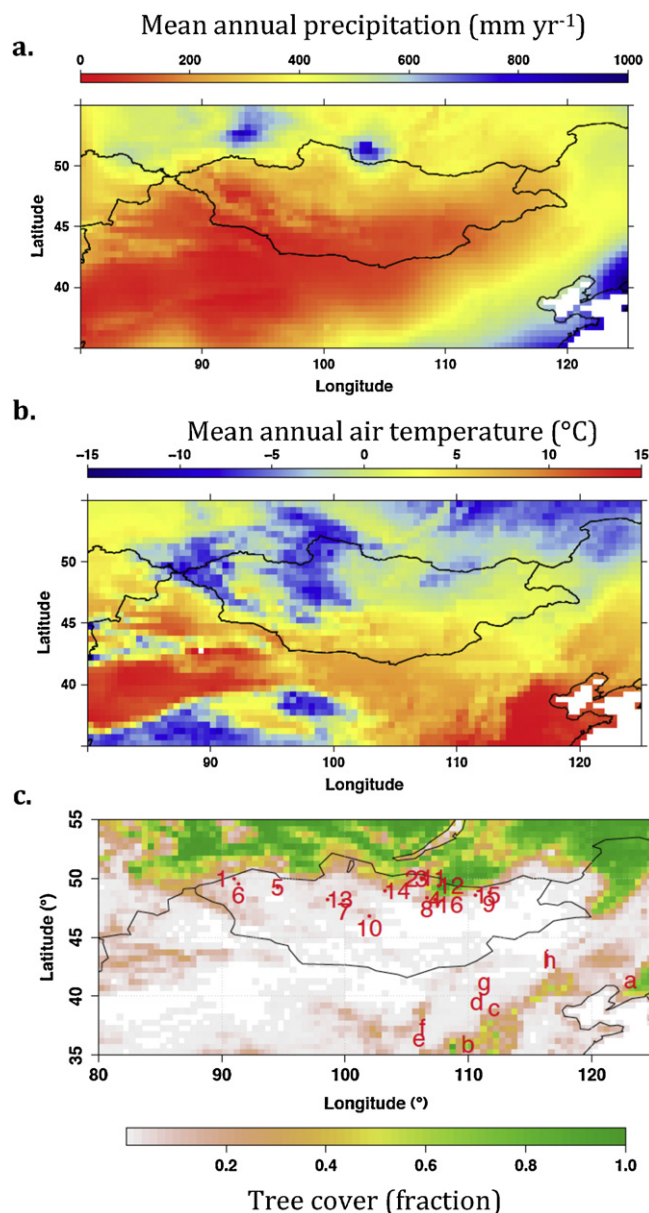 a.
Mean annual precipitation (mm yr⁻¹)
0 200 400 600 800 1000
50
45
40
Latitude
90 100 110 120
Longitude
b.
Mean annual air temperature (°C)
−15 −10 −5 0 5 10 15
50
45
40
Latitude
90 100 110 120
Longitude
c.
55
50
45
40
35
Latitude (°)
1 5 6 13 7 10 14 2 3 11 12 4 8 16 15 9
h a g d c f e b
80 90 100 110 120
Longitude (°)
0.2 0.4 0.6 0.8 1.0
Tree cover (fraction)